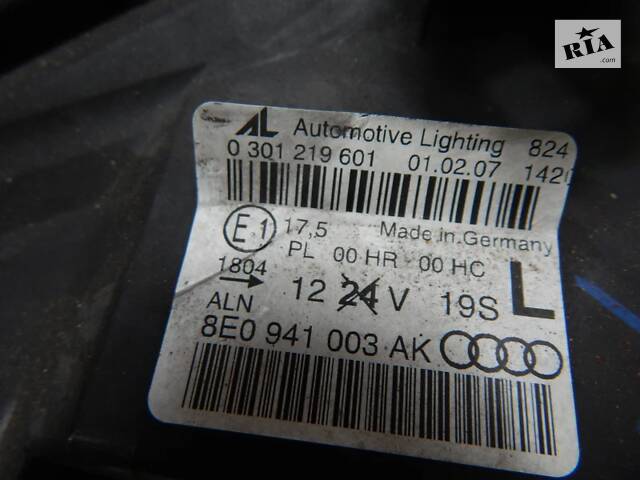 RIA
.com
AL Automotive Lighting 824
0 301 219 601 01.02.07 142
E1 17,5 Made in Germany
PL 00 HR 00 HC
1804
12 24 V 19S L
ALN
8E0 941 003 AK